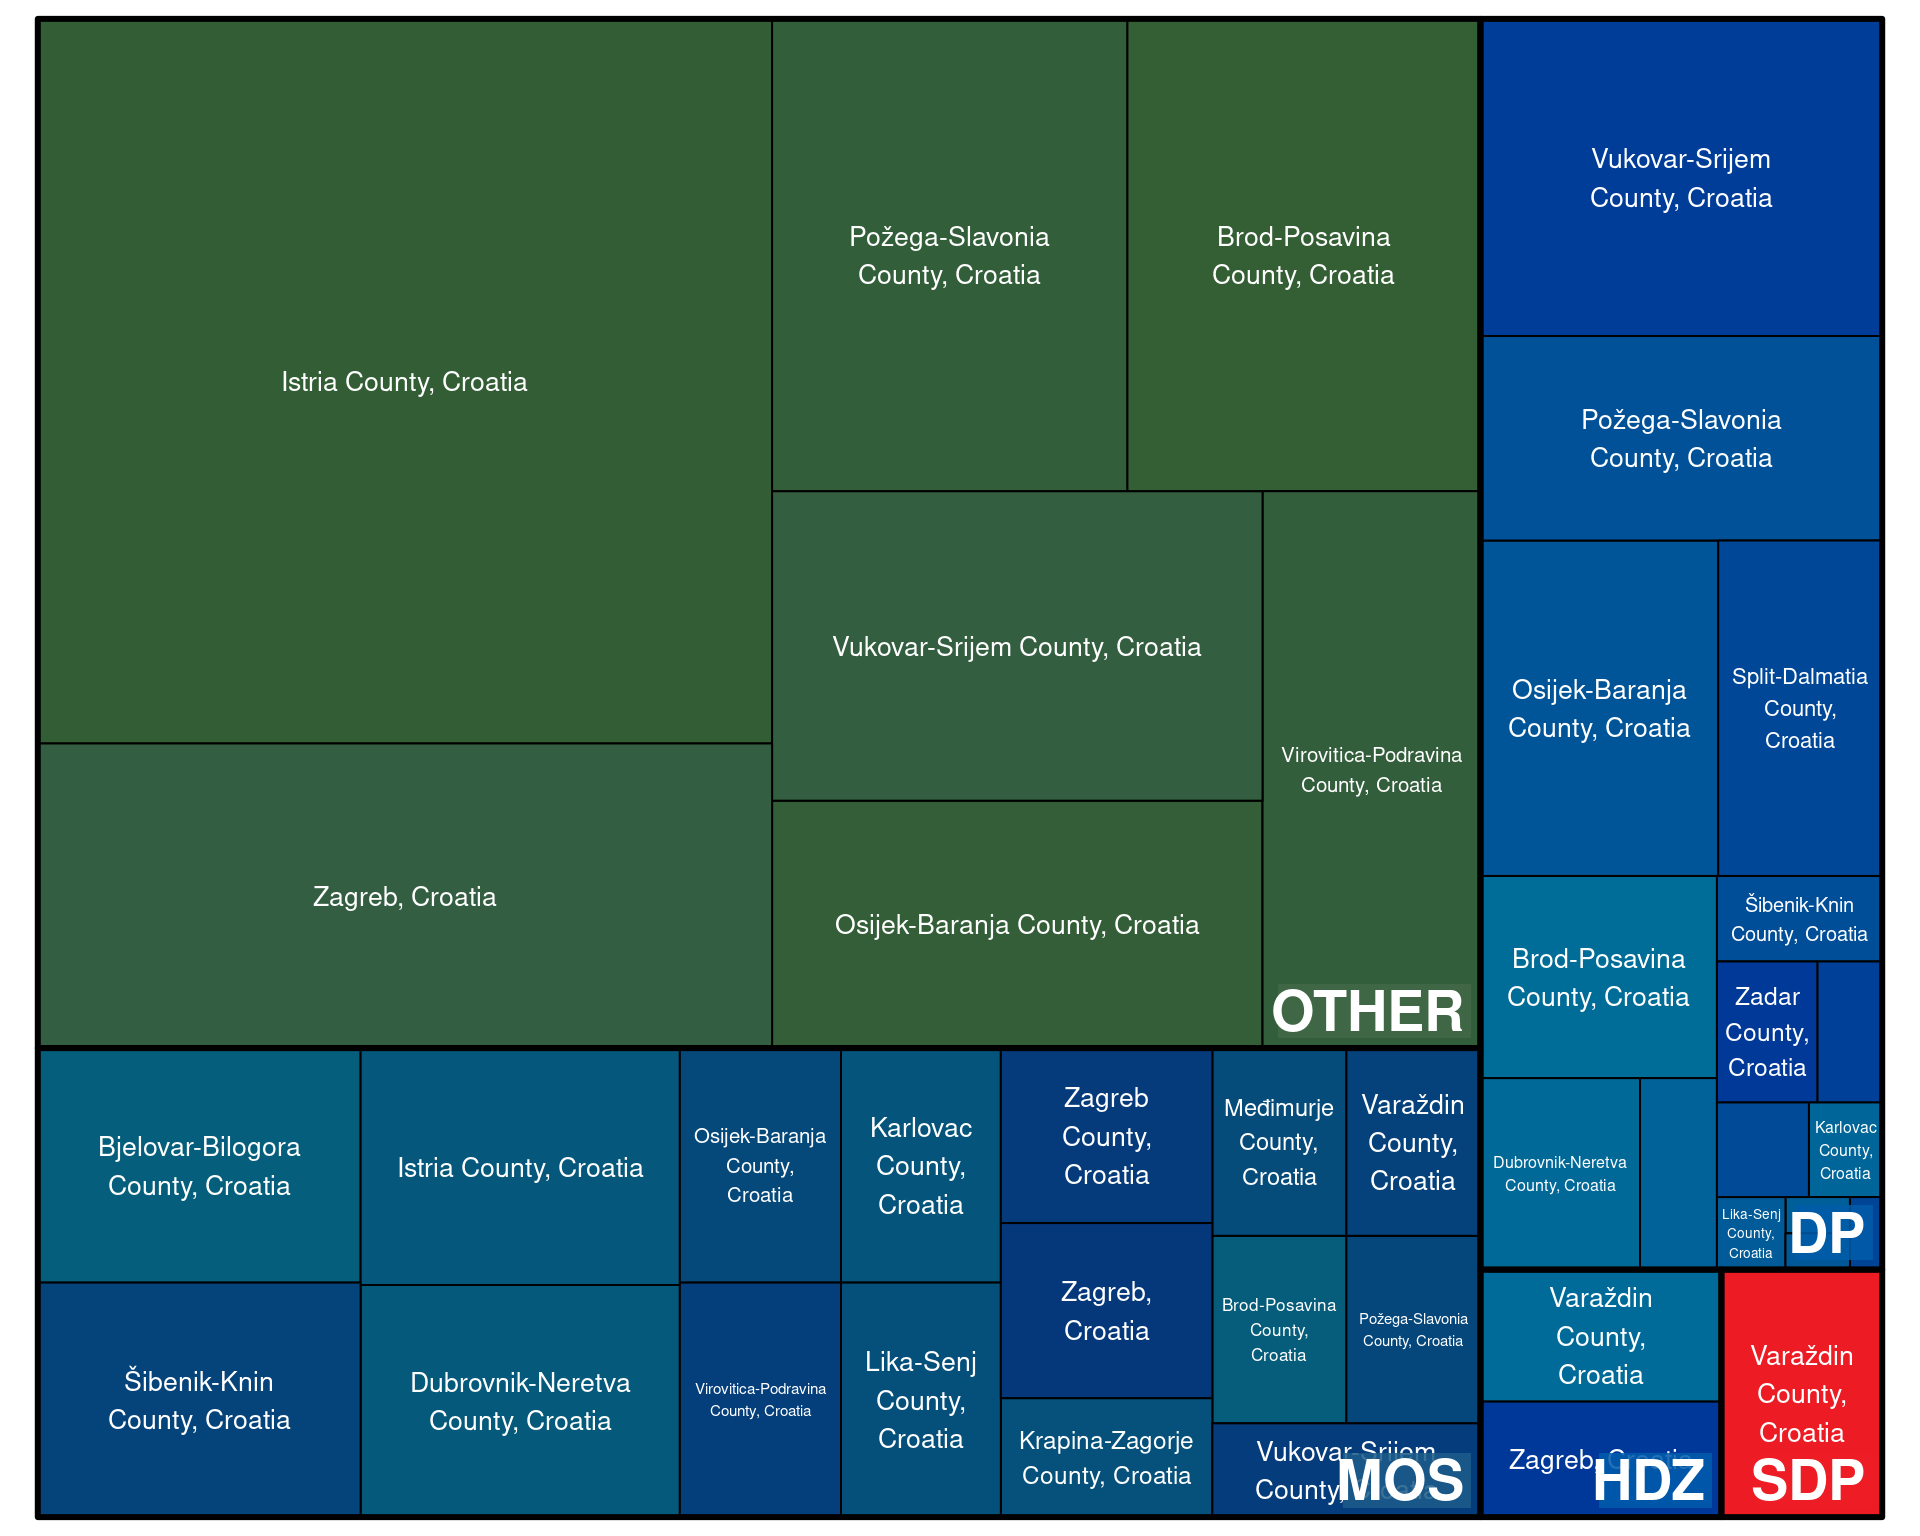 Istria County, Croatia
Zagreb, Croatia
Požega-Slavonia
County, Croatia
Brod-Posavina
County, Croatia
Vukovar-Srijem County, Croatia
Osijek-Baranja County, Croatia
Virovitica-Podravina
County, Croatia
OTHER
Bjelovar-Bilogora
County, Croatia
Šibenik-Knin
County, Croatia
Istria County, Croatia
Dubrovnik-Neretva
County, Croatia
Osijek-Baranja
County,
Croatia
Virovitica-Podravina
County, Croatia
Karlovac
County,
Croatia
Lika-Senj
County,
Croatia
Zagreb
County,
Croatia
Zagreb,
Croatia
Krapina-Zagorje
County, Croatia
Međimurje
County,
Croatia
Varaždin
County,
Croatia
Brod-Posavina
County,
Croatia
Požega-Slavonia
County, Croatia
Vukovar-Srijem
County, Croatia
MOS
Vukovar-Srijem
County, Croatia
Požega-Slavonia
County, Croatia
Osijek-Baranja
County, Croatia
Split-Dalmatia
County,
Croatia
Brod-Posavina
County, Croatia
Šibenik-Knin
County, Croatia
Zadar
County,
Croatia
Dubrovnik-Neretva
County, Croatia
Karlovac
County,
Croatia
Lika-Senj
County,
Croatia
DP
Varaždin
County,
Croatia
Zagreb, Croatia
HDZ
Varaždin
County,
Croatia
SDP